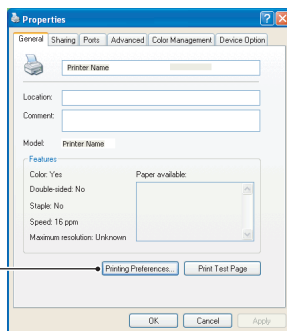 Properties
General Sharing Ports Advanced Color Management Device Option
Printer Name
Location:
Comment:
Model: Printer Name
Features
Color: Yes Paper available:
Double-sided: No
Staple: No
Speed: 16 ppm
Maximum resolution: Unknown
Printing Preferences... Print Test Page
OK Cancel Apply